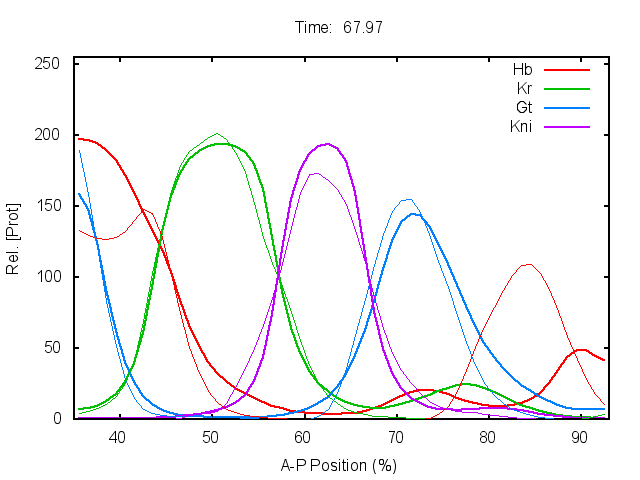 Time: 67.97
250
200
150
100
50
0
Rel. [Prot]
Hb
Kr
Gt
Kni
40 50 60 70 80 90
A-P Position (%)